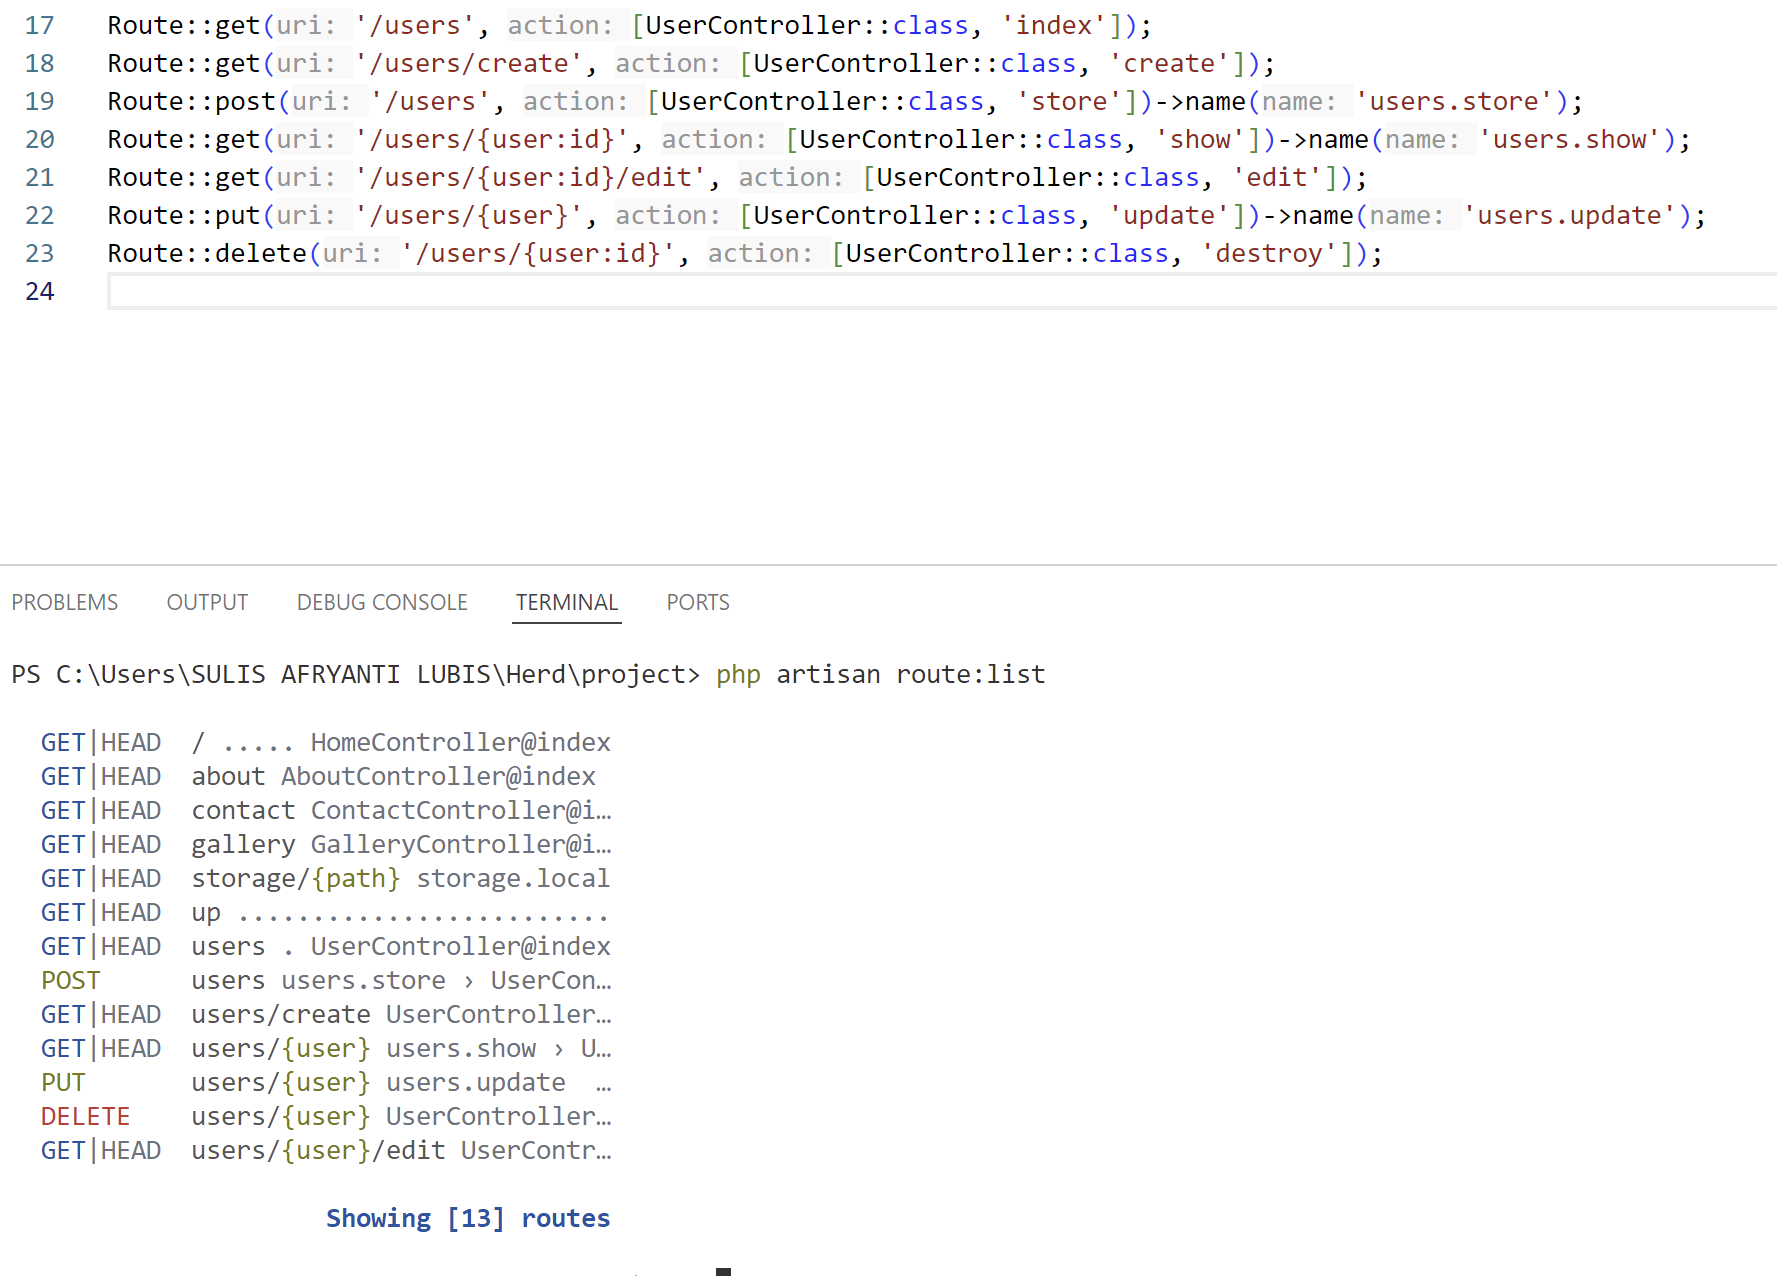 17 Route::get(uri: '/users', action: [UserController::class, 'index']);
18 Route::get(uri: '/users/create', action: [UserController::class, 'create']);
19 Route::post(uri: '/users', action: [UserController::class, 'store'])->name(name: 'users.store');
20 Route::get(uri: '/users/{user:id}', action: [UserController::class, 'show'])->name(name: 'users.show');
21 Route::get(uri: '/users/{user:id}/edit', action: [UserController::class, 'edit']);
22 Route::put(uri: '/users/{user}', action: [UserController::class, 'update'])->name(name: 'users.update');
23 Route::delete(uri: '/users/{user:id}', action: [UserController::class, 'destroy']);
24
PROBLEMS OUTPUT DEBUG CONSOLE TERMINAL PORTS
PS C:\Users\SULIS AFRYANTI LUBIS\Herd\project> php artisan route:list
GET|HEAD / ..... HomeController@index
GET|HEAD about AboutController@index
GET|HEAD contact ContactController@i…
GET|HEAD gallery GalleryController@i…
GET|HEAD storage/{path} storage.local
GET|HEAD up .........................
GET|HEAD users . UserController@index
POST users users.store › UserCon…
GET|HEAD users/create UserController…
GET|HEAD users/{user} users.show › U…
PUT users/{user} users.update …
DELETE users/{user} UserController…
GET|HEAD users/{user}/edit UserContr…
Showing [13] routes